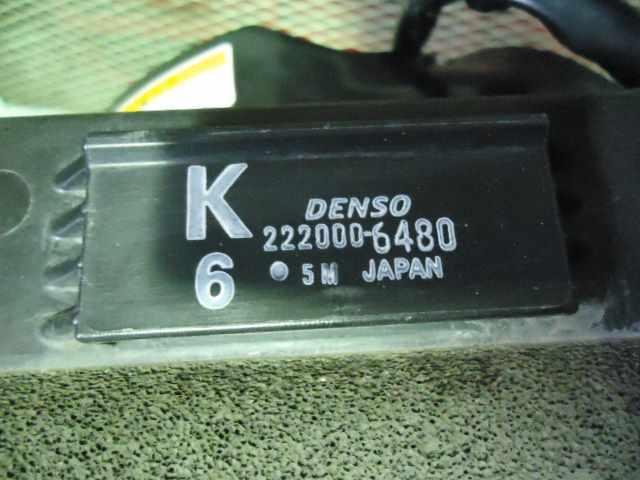 K
DENSO
222000-6480
6 • 5M JAPAN